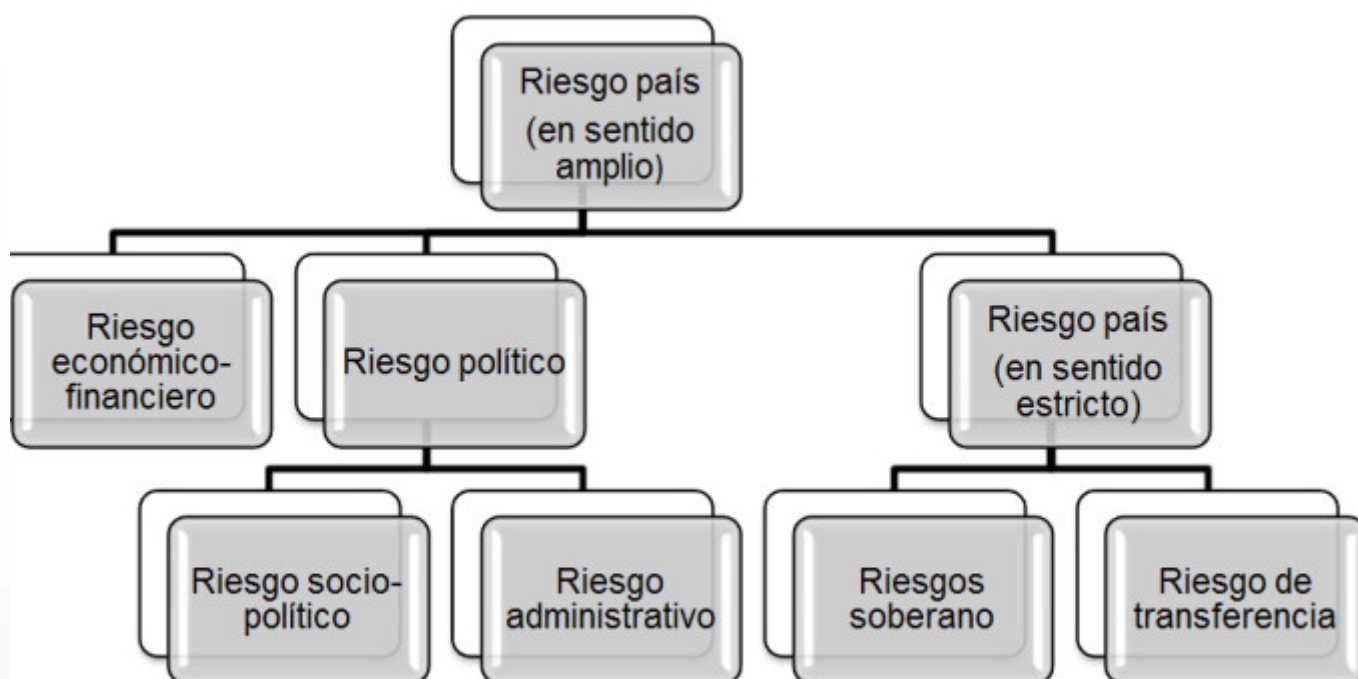 Riesgo país
(en sentido
amplio)
Riesgo
económico-
financiero
Riesgo político
Riesgo país
(en sentido
estricto)
Riesgo socio-
político
Riesgo
administrativo
Riesgos
soberano
Riesgo de
transferencia